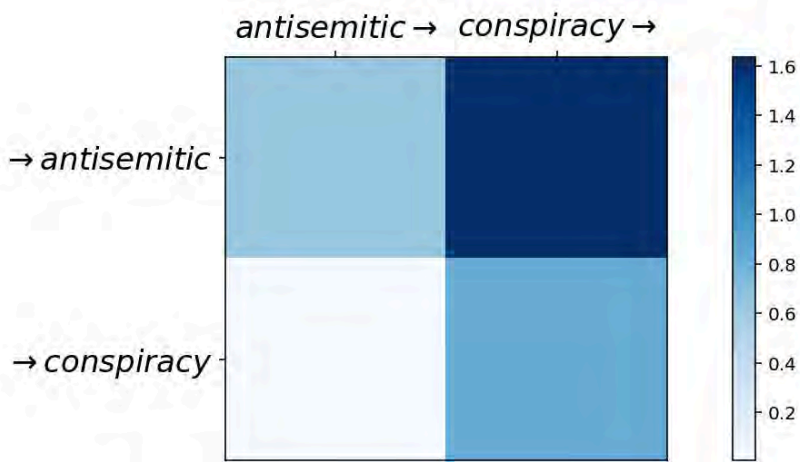 antisemitic → conspiracy →
1.6
1.4
1.2
→ antisemitic
1.0
0.8
0.6
→ conspiracy
0.4
0.2